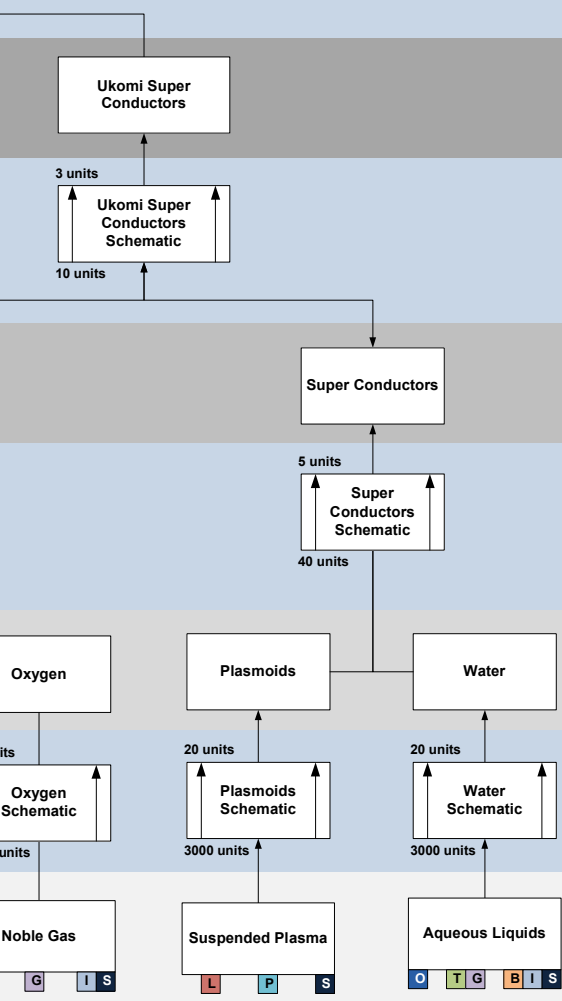 Ukomi Super
Conductors
3 units
Ukomi Super
Conductors
Schematic
10 units
Super Conductors
5 units
Super
Conductors
Schematic
40 units
Oxygen
Plasmoids
Water
its
20 units
20 units
Oxygen
Schematic
Plasmoids
Schematic
Water
Schematic
units
3000 units
3000 units
Noble Gas
Suspended Plasma
Aqueous Liquids
G I S
L P S
O T G B I S